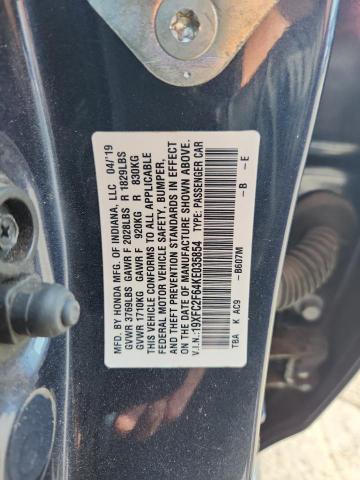 MFG. BY HONDA MFG. OF INDIANA, LLC 04/'19
GVWR 3769LBS GAWR F 2028LBS R 1829LBS
GVWR 1710KG GAWR F 920KG R 830KG
THIS VEHICLE CONFORMS TO ALL APPLICABLE
FEDERAL MOTOR VEHICLE SAFETY, BUMPER,
AND THEFT PREVENTION STANDARDS IN EFFECT
ON THE DATE OF MANUFACTURE SHOWN ABOVE.
V.I.N.:19XFC2F64KE035854 TYPE: PASSENGER CAR
TBA K AC9 -B607M -B -E